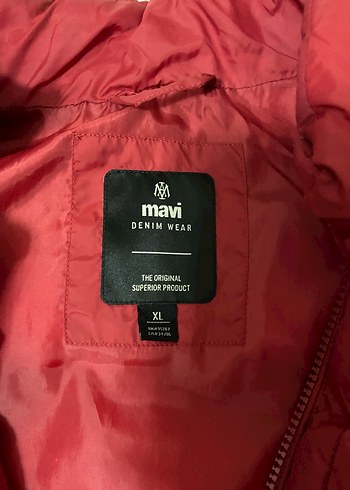 mavi
DENIM WEAR
THE ORIGINAL
SUPERIOR PRODUCT
XL